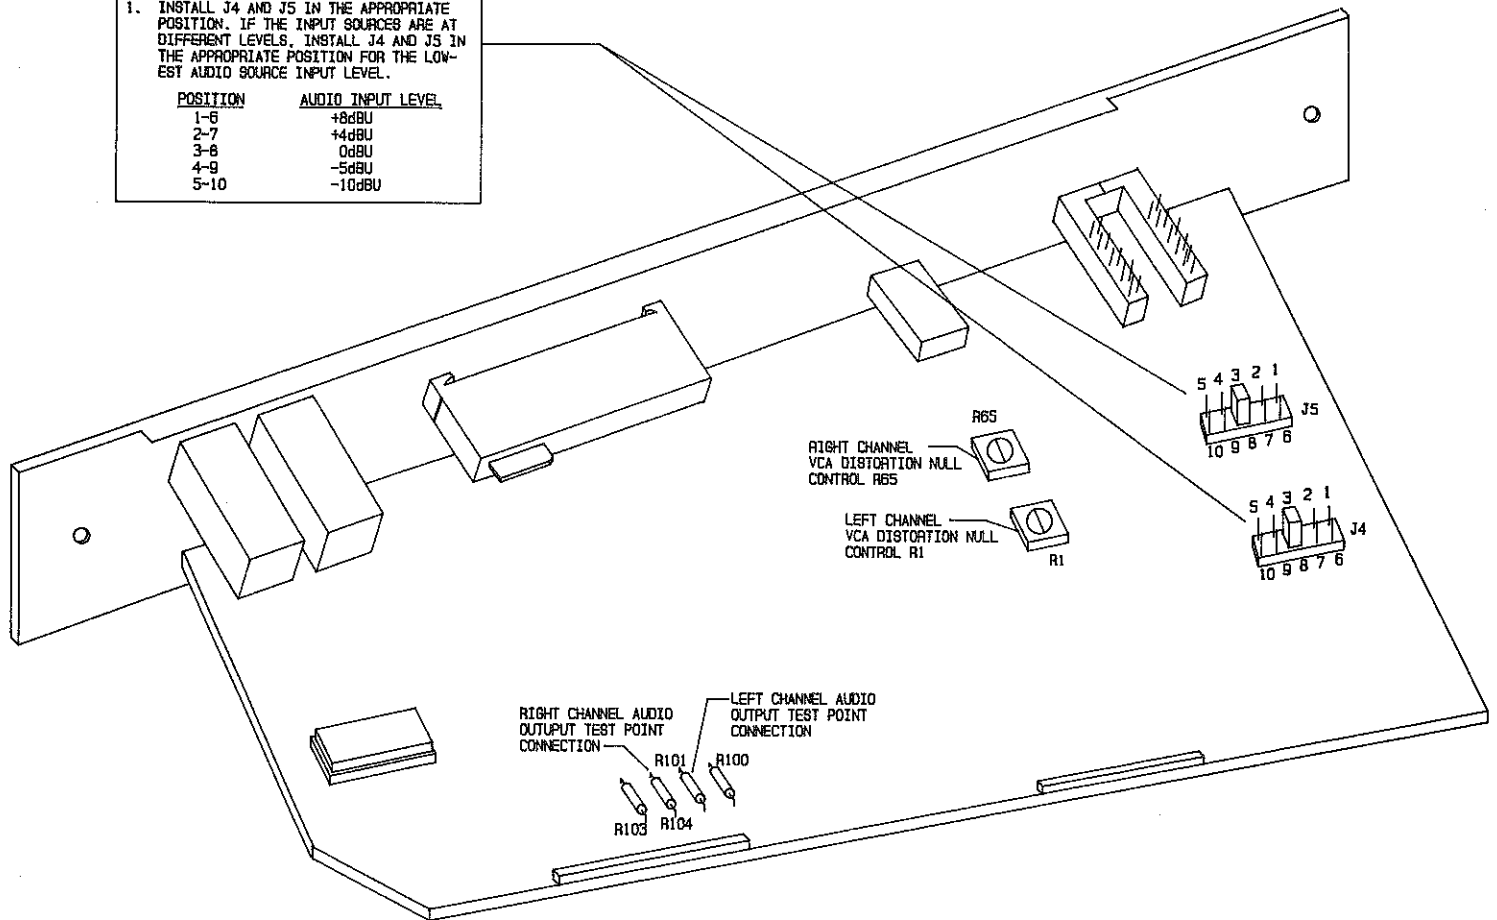 1. INSTALL J4 AND J5 IN THE APPROPRIATE
POSITION. IF THE INPUT SOURCES ARE AT
DIFFERENT LEVELS, INSTALL J4 AND J5 IN
THE APPROPRIATE POSITION FOR THE LOW-
EST AUDIO SOURCE INPUT LEVEL.
POSITION AUDIO INPUT LEVEL
1-6 +8dBU
2-7 +4dBU
3-8 0dBU
4-9 -5dBU
5-10 -10dBU
5 4 3 2 1
J5
10 9 8 7 6
R65
RIGHT CHANNEL
VCA DISTORTION NULL
CONTROL R65
5 4 3 2 1
J4
10 9 8 7 6
LEFT CHANNEL
VCA DISTORTION NULL
CONTROL R1
R1
RIGHT CHANNEL AUDIO
OUTUPUT TEST POINT
CONNECTION
LEFT CHANNEL AUDIO
OUTPUT TEST POINT
CONNECTION
R101 R100
R103 R104